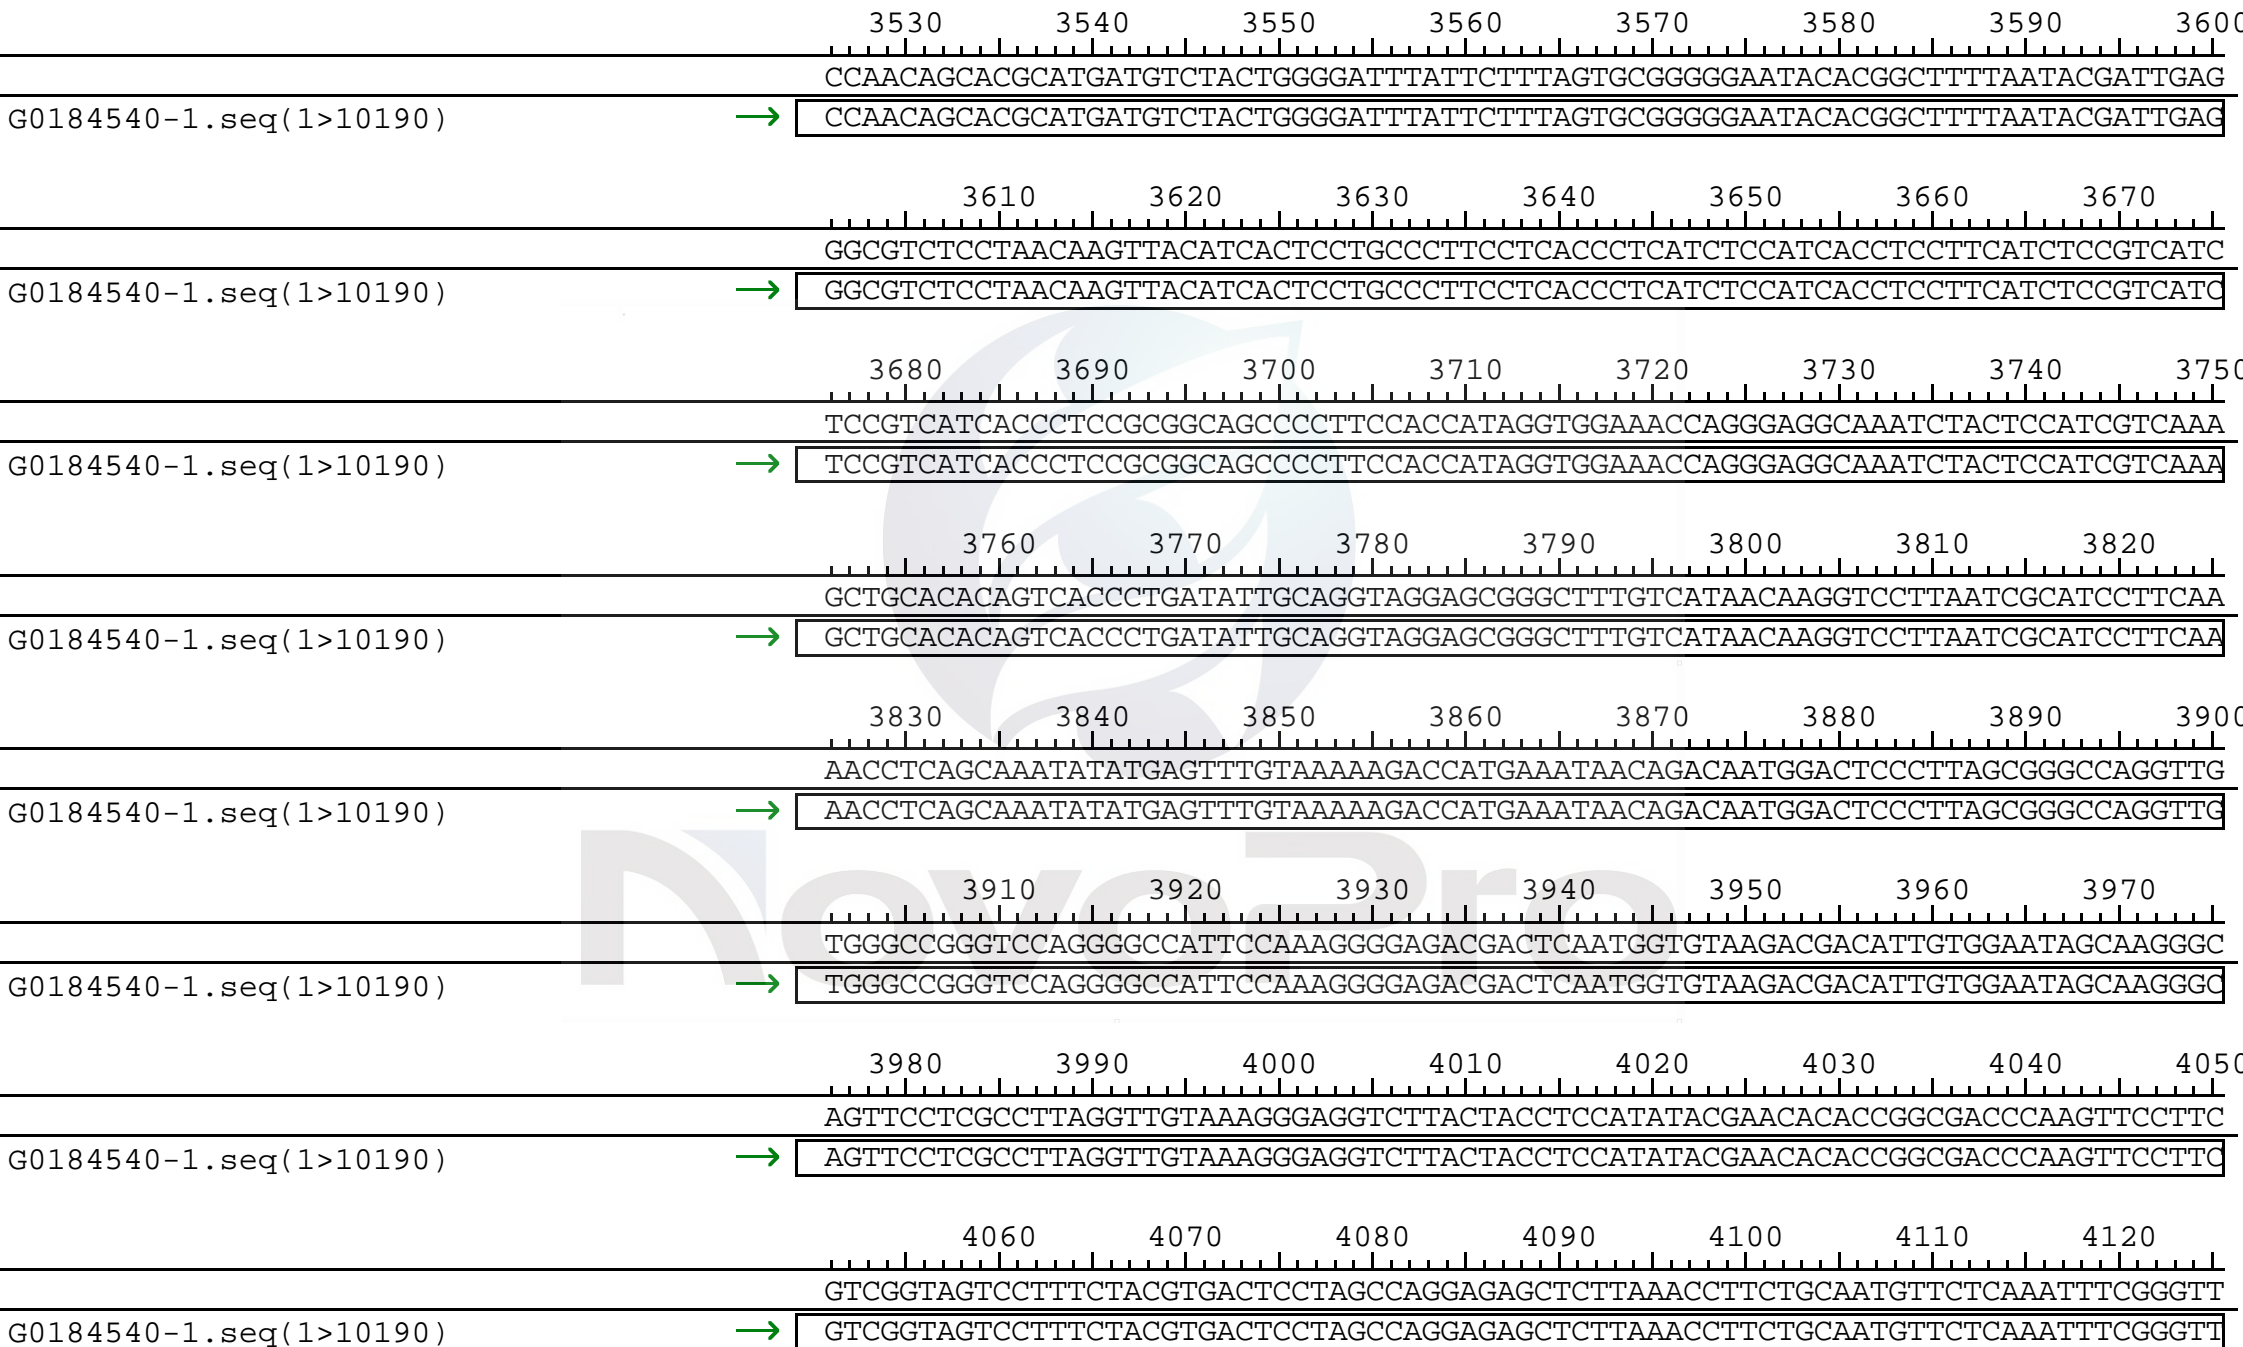 3530 3540 3550 3560 3570 3580 3590 3600
CCAACAGCACGCATGATGTCTACTGGGGATTTATTCTTTAGTGCGGGGGAATACACGGCTTTTAATACGATTGAG
G0184540-1.seq(1>10190) → CCAACAGCACGCATGATGTCTACTGGGGATTTATTCTTTAGTGCGGGGGAATACACGGCTTTTAATACGATTGAG
3610 3620 3630 3640 3650 3660 3670
GGCGTCTCCTAACAAGTTACATCACTCCTGCCCTTCCTCACCCTCATCTCCATCACCTCCTTCATCTCCGTCATC
G0184540-1.seq(1>10190) → GGCGTCTCCTAACAAGTTACATCACTCCTGCCCTTCCTCACCCTCATCTCCATCACCTCCTTCATCTCCGTCATC
3680 3690 3700 3710 3720 3730 3740 3750
TCCGTCATCACCCTCCGCGGCAGCCCCTTCCACCATAGGTGGAAACCAGGGAGGCAAATCTACTCCATCGTCAAA
G0184540-1.seq(1>10190) → TCCGTCATCACCCTCCGCGGCAGCCCCTTCCACCATAGGTGGAAACCAGGGAGGCAAATCTACTCCATCGTCAAA
3760 3770 3780 3790 3800 3810 3820
GCTGCACACAGTCACCCTGATATTGCAGGTAGGAGCGGGCTTTGTCATAACAAGGTCCTTAATCGCATCCTTCAA
G0184540-1.seq(1>10190) → GCTGCACACAGTCACCCTGATATTGCAGGTAGGAGCGGGCTTTGTCATAACAAGGTCCTTAATCGCATCCTTCAA
3830 3840 3850 3860 3870 3880 3890 3900
AACCTCAGCAAATATATGAGTTTGTAAAAAGACCATGAAATAACAGACAATGGACTCCCTTAGCGGGCCAGGTTG
G0184540-1.seq(1>10190) → AACCTCAGCAAATATATGAGTTTGTAAAAAGACCATGAAATAACAGACAATGGACTCCCTTAGCGGGCCAGGTTG
3910 3920 3930 3940 3950 3960 3970
TGGGCCGGGTCCAGGGGCCATTCCAAAGGGGAGACGACTCAATGGTGTAAGACGACATTGTGGAATAGCAAGGGC
G0184540-1.seq(1>10190) → TGGGCCGGGTCCAGGGGCCATTCCAAAGGGGAGACGACTCAATGGTGTAAGACGACATTGTGGAATAGCAAGGGC
NovoPro
3980 3990 4000 4010 4020 4030 4040 4050
AGTTCCTCGCCTTAGGTTGTAAAGGGAGGTCTTACTACCTCCATATACGAACACACCGGCGACCCAAGTTCCTTC
G0184540-1.seq(1>10190) → AGTTCCTCGCCTTAGGTTGTAAAGGGAGGTCTTACTACCTCCATATACGAACACACCGGCGACCCAAGTTCCTTC
4060 4070 4080 4090 4100 4110 4120
GTCGGTAGTCCTTTCTACGTGACTCCTAGCCAGGAGAGCTCTTAAACCTTCTGCAATGTTCTCAAATTTCGGGTT
G0184540-1.seq(1>10190) → GTCGGTAGTCCTTTCTACGTGACTCCTAGCCAGGAGAGCTCTTAAACCTTCTGCAATGTTCTCAAATTTCGGGTT